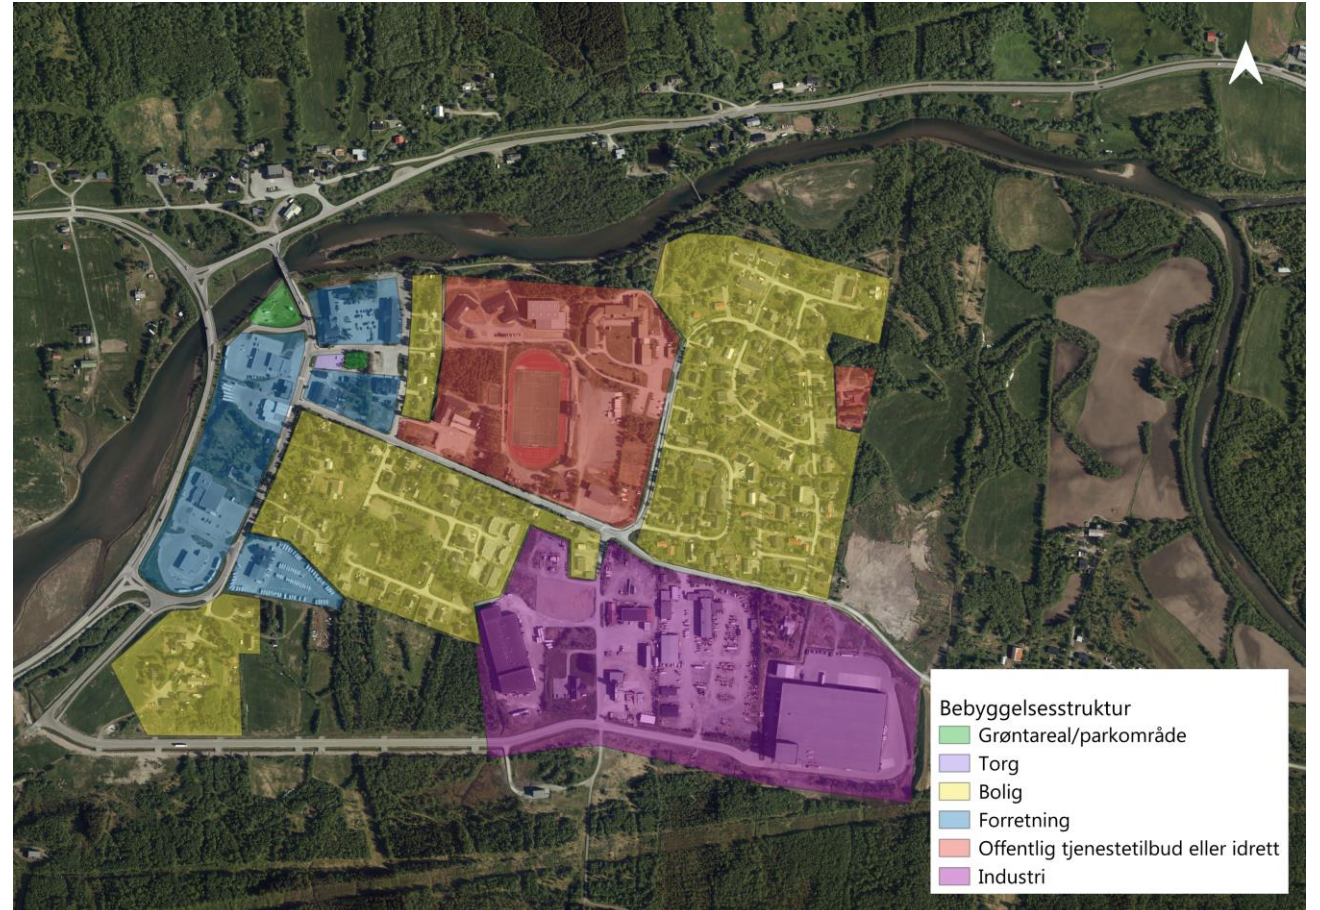 Bebyggelsesstruktur
Grøntareal/parkområde
Torg
Bolig
Forretning
Offentlig tjenestetilbud eller idrett
Industri